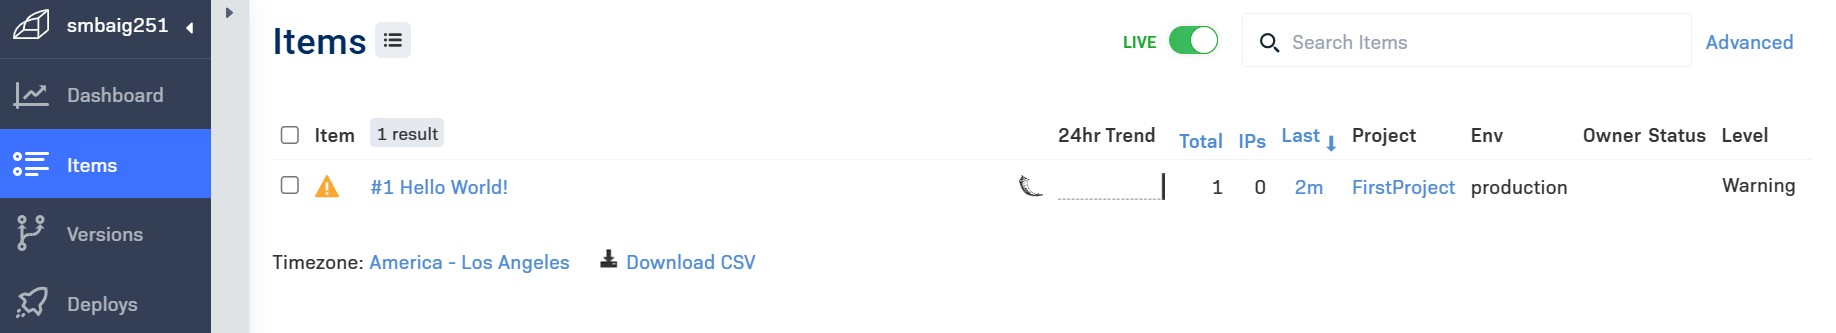 smbaig251
Dashboard
Items
Versions
Deploys
Items
LIVE
Search Items
Advanced
Item 1 result 24hr Trend Total IPs Last Project Env Owner Status Level
#1 Hello World! 1 0 2m FirstProject production Warning
Timezone: America - Los Angeles Download CSV